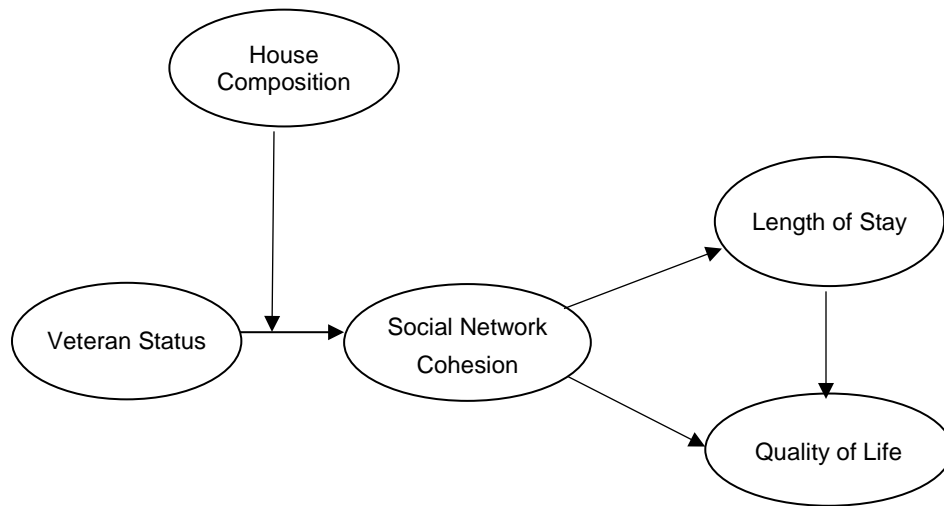 House
Composition
Length of Stay
Veteran Status
Social Network
Cohesion
Quality of Life